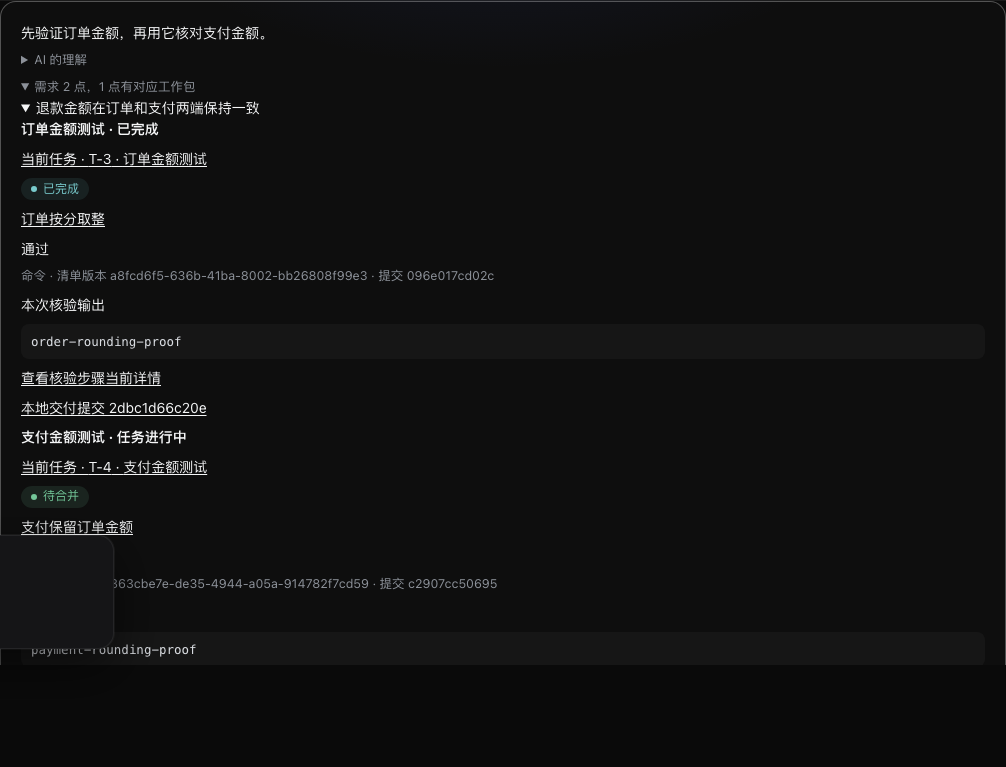 先验证订单金额，再用它核对支付金额。
AI 的理解
需求 2 点，1 点有对应工作包
退款金额在订单和支付两端保持一致
订单金额测试 · 已完成
当前任务 · T-3 · 订单金额测试
已完成
订单按分取整
通过
命令 · 清单版本 a8fcd6f5-636b-41ba-8002-bb26808f99e3 · 提交 096e017cd02c
本次核验输出
order-rounding-proof
查看核验步骤当前详情
本地交付提交 2dbc1d66c20e
支付金额测试 · 任务进行中
当前任务 · T-4 · 支付金额测试
待合并
支付保留订单金额
363cbe7e-de35-4944-a05a-914782f7cd59 · 提交 c2907cc50695
payment-rounding-proof